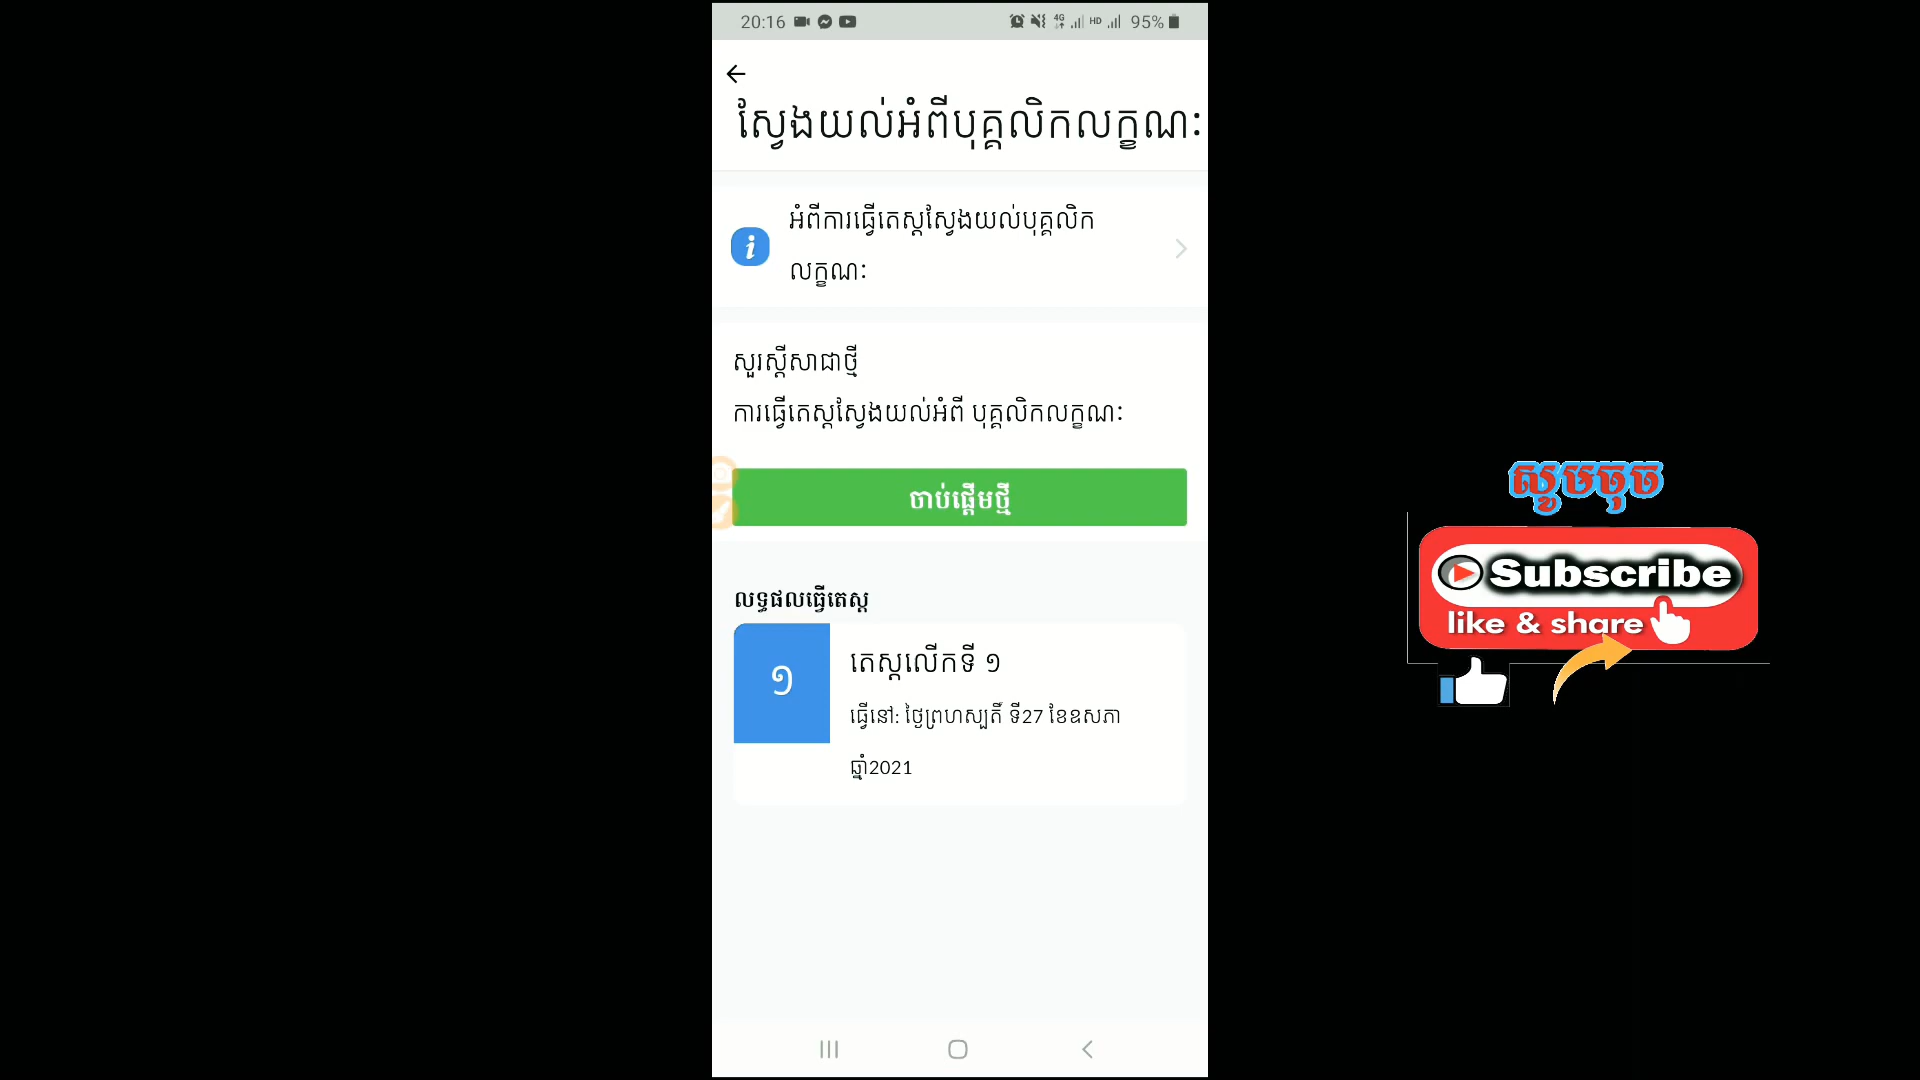 20:16 4G HD 95%
ស្វែងយល់អំពីបុគ្គលិកលក្ខណៈ
អំពីការធ្វើតេស្តស្វែងយល់បុគ្គលិក
លក្ខណៈ
សួរស្តីសាជាថ្មី
ការធ្វើតេស្តស្វែងយល់អំពី បុគ្គលិកលក្ខណៈ
ចាប់ផ្តើមថ្មី
លទ្ធផលធ្វើតេស្ត
១
តេស្តលើកទី ១
ធ្វើនៅ: ថ្ងៃព្រហស្បតិ៍ ទី27 ខែឧសភា
ឆ្នាំ2021
សូមចុច
Subscribe
like & share